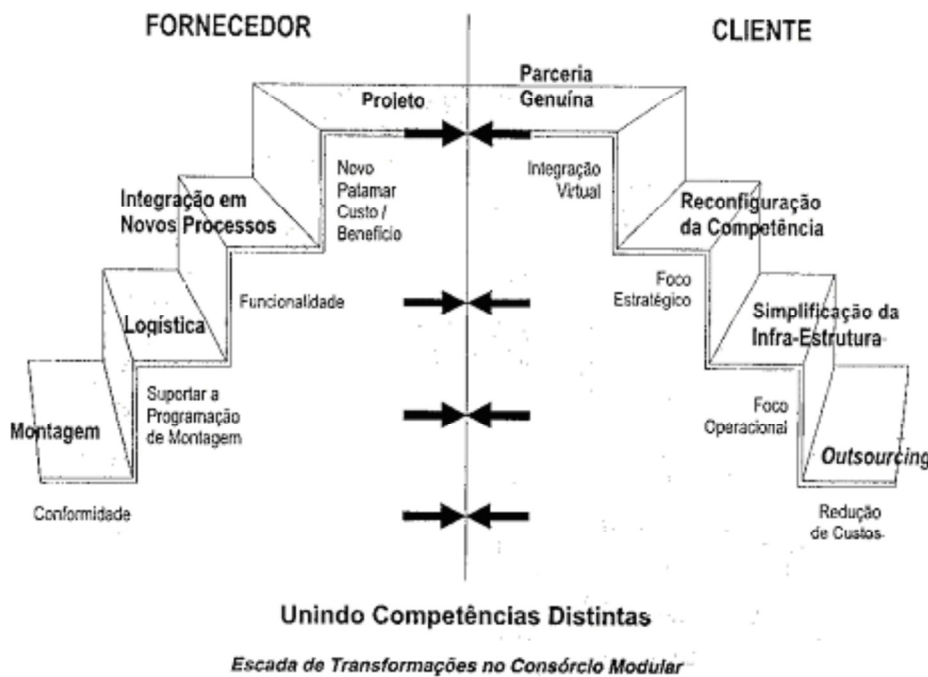 FORNECEDOR
CLIENTE
Projeto
Parceria
Genuína
Novo
Patamar
Custo /
Benefício
Integração
Virtual
Integração em
Novos Processos
Reconfiguração
da Competência
Funcionalidade
Foco
Estratégico
Logística
Simplificação da
Infra-Estrutura
Suportar a
Programação
de Montagem
Foco
Operacional
Montagem
Outsourcing
Conformidade
Redução
de Custos
Unindo Competências Distintas
Escada de Transformações no Consórcio Modular